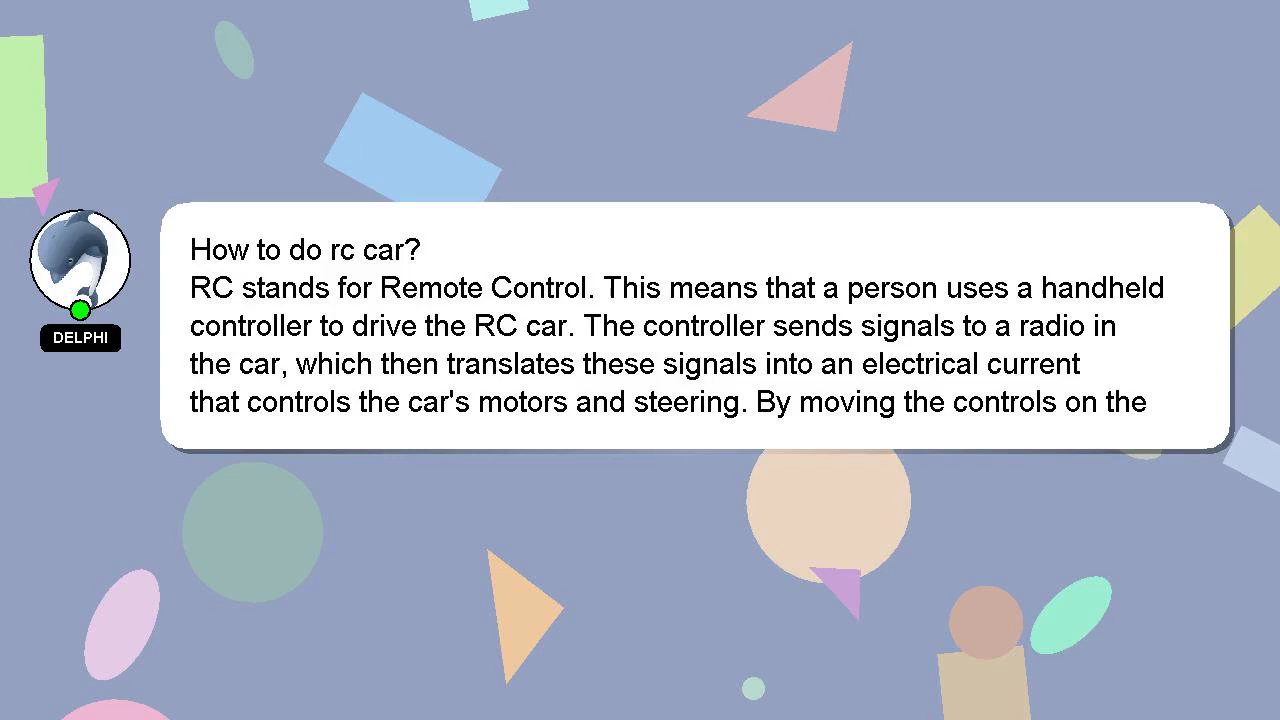 How to do rc car?
RC stands for Remote Control. This means that a person uses a handheld
controller to drive the RC car. The controller sends signals to a radio in
the car, which then translates these signals into an electrical current
that controls the car's motors and steering. By moving the controls on the
DELPHI